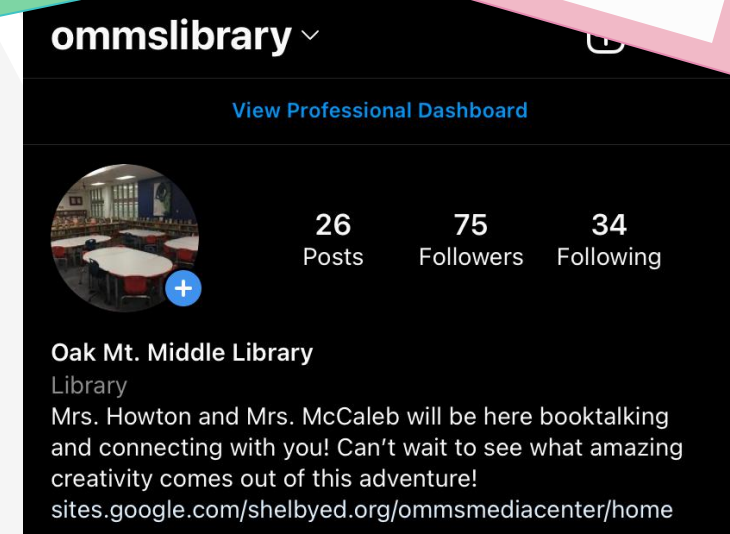 ommslibrary
View Professional Dashboard
26 75 34
Posts Followers Following
Oak Mt. Middle Library
Library
Mrs. Howton and Mrs. McCaleb will be here booktalking
and connecting with you! Can't wait to see what amazing
creativity comes out of this adventure!
sites.google.com/shelbyed.org/ommsmediacenter/home